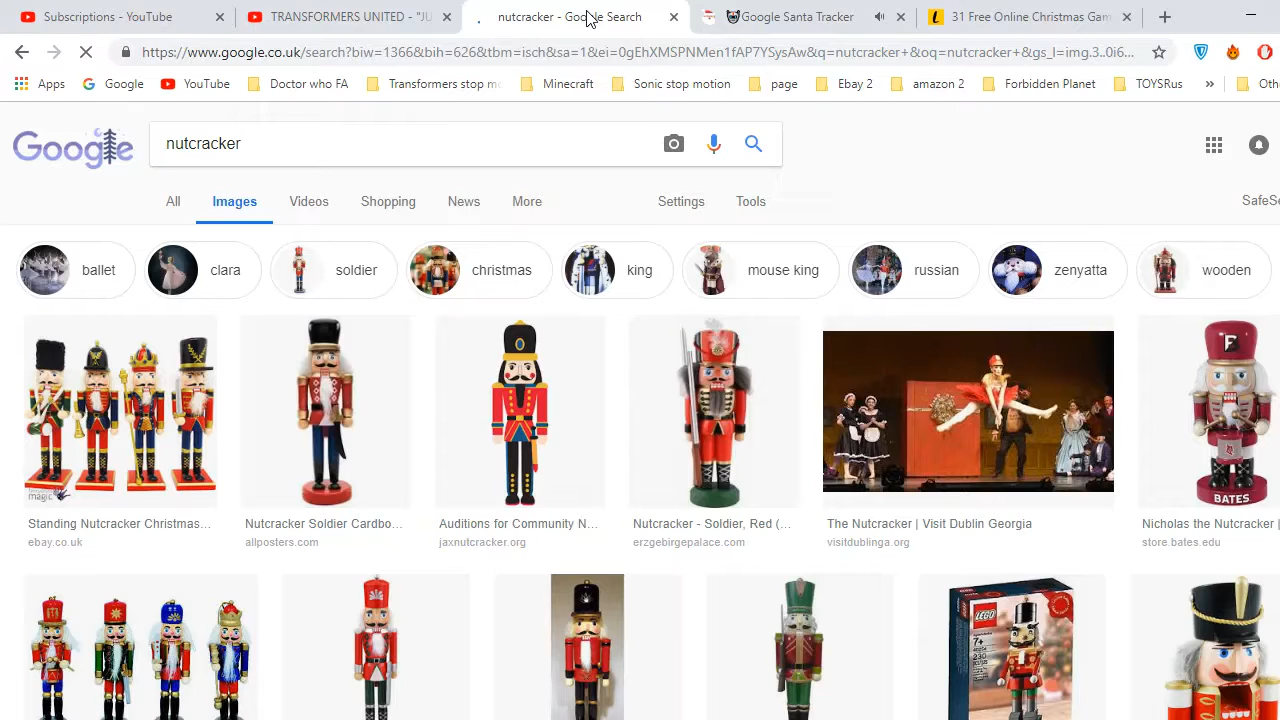 Subscriptions - YouTube
TRANSFORMERS UNITED - "JU
nutcracker - Google Search
Google Santa Tracker
Free Online Christmas Gam
https://www.google.co.uk/search?biw=1366&bih=626&tbm=isch&sa=1&ei=0gEhXMSPNMen1fAP7YSysAw&q=nutcracker+&oq=nutcracker+&gs_l=img.3..0i6...
Apps
Google
YouTube
Doctor who FA
Transformers stop mo
Minecraft
Sonic stop motion
page
Ebay 2
amazon 2
Forbidden Planet
TOYSRus
»
Oth
Google
nutcracker
All
Images
Videos
Shopping
News
More
Settings
Tools
SafeSe
ballet
clara
soldier
christmas
king
mouse king
russian
zenyatta
wooden
magic
F
BATES
Standing Nutcracker Christmas...
ebay.co.uk
Nutcracker Soldier Cardbo...
allposters.com
Auditions for Community N...
jaxnutcracker.org
Nutcracker - Soldier, Red (...
erzgebirgepalace.com
The Nutcracker | Visit Dublin Georgia
visitdublinga.org
Nicholas the Nutcracker |
store.bates.edu
LEGO
7+